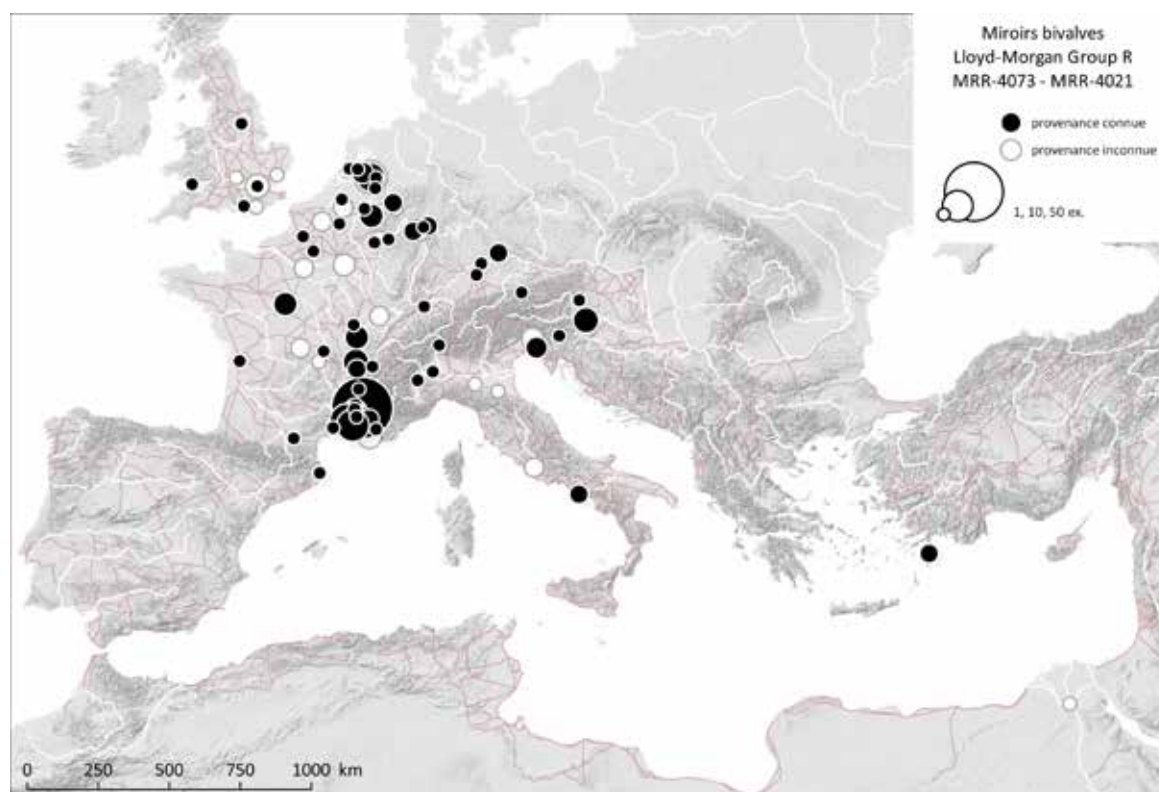 Miroirs bivalves
Lloyd-Morgan Group R
MRR-4073 - MRR-4021
provenance connue
provenance inconnue
1, 10, 50 ex.
0 250 500 750 1000 km